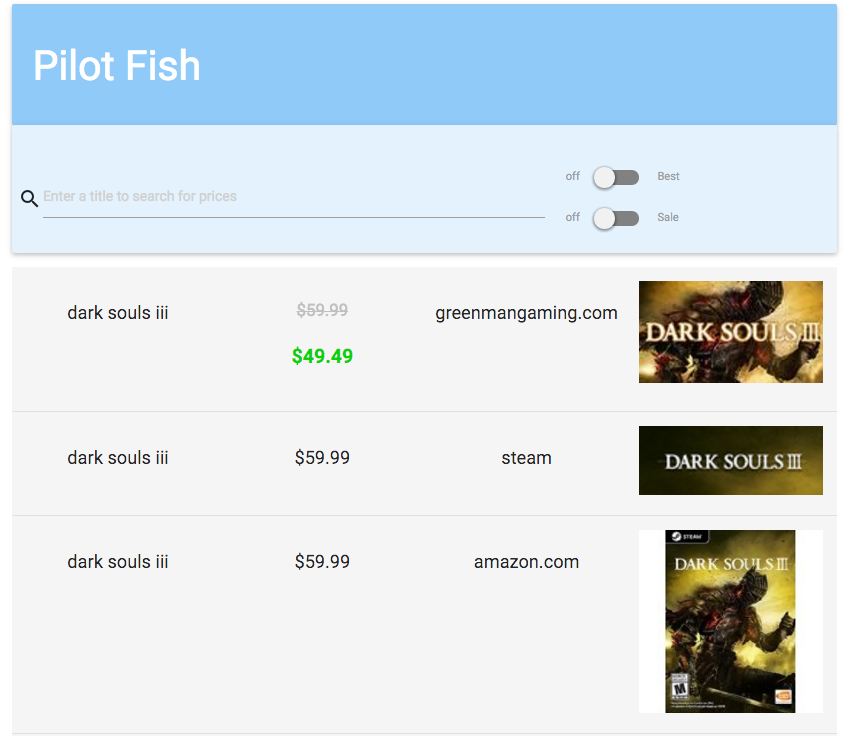 Pilot Fish
off Best
Enter a title to search for prices
off Sale
dark souls iii $59.99 greengmangaming.com
$49.49
DARK SOULS III
dark souls iii $59.99 steam DARK SOULS III
dark souls iii $59.99 amazon.com
STEAM
DARK SOULS III
M